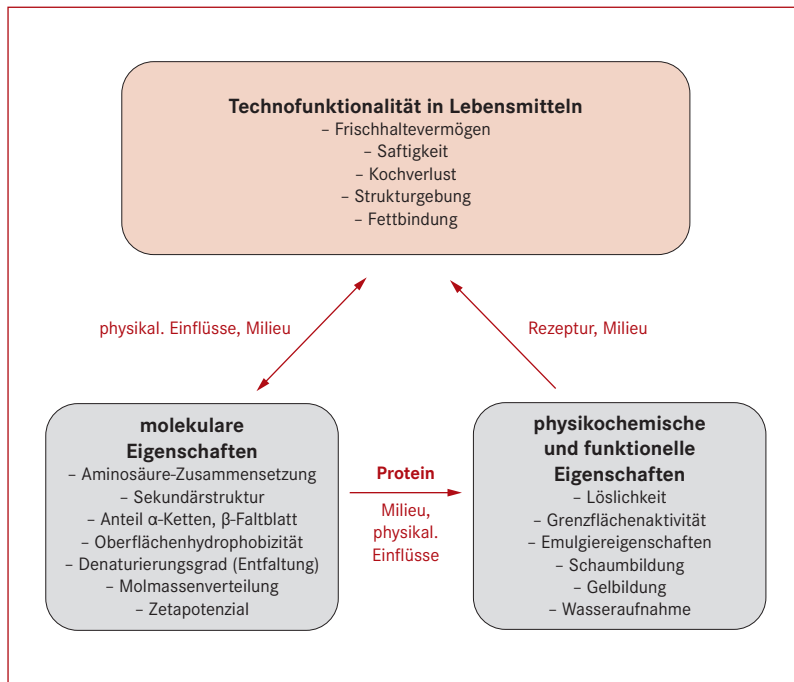 Technofunktionalität in Lebensmitteln
– Frischhaltevermögen
– Saftigkeit
– Kochverlust
– Strukturgebung
– Fettbindung
physikal. Einflüsse, Milieu
Rezeptur, Milieu
molekulare
Eigenschaften
– Aminosäure-Zusammensetzung
– Sekundärstruktur
– Anteil α-Ketten, β-Faltblatt
– Oberflächenhydrophobizität
– Denaturierungsgrad (Entfaltung)
– Molmassenverteilung
– Zetapotenzial
Protein
Milieu,
physikal.
Einflüsse
physikochemische
und funktionelle
Eigenschaften
– Löslichkeit
– Grenzflächenaktivität
– Emulgiereigenschaften
– Schaumbildung
– Gelbildung
– Wasseraufnahme